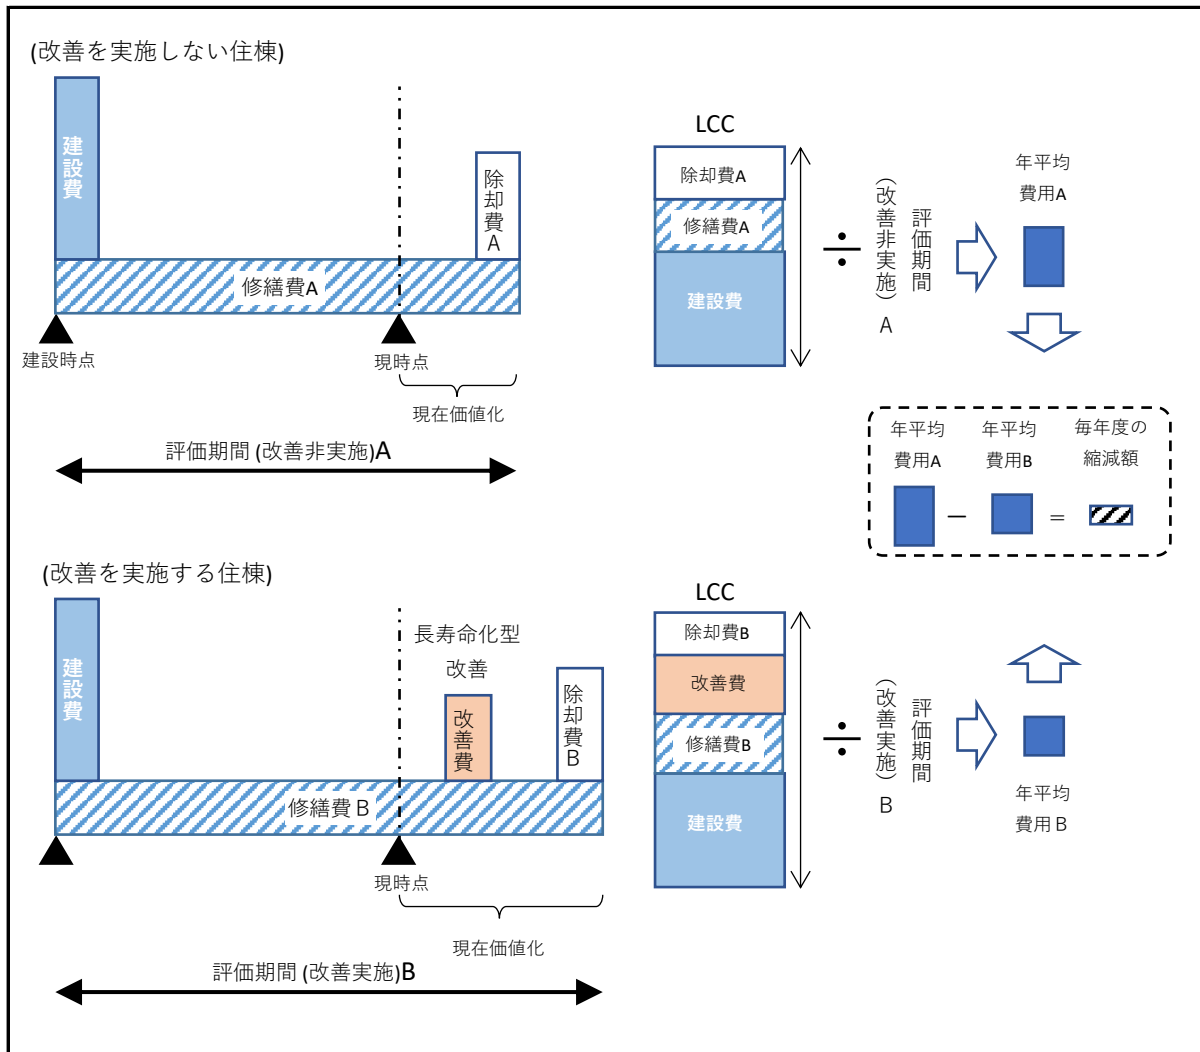 (改善を実施しない住棟)
建設費
除却費A
修繕費A
建設時点
現時点
現在価値化
評価期間 (改善非実施)A
LCC
除却費A
修繕費A
建設費
÷
評価期間
(改善非実施)A
年平均
費用A
年平均
費用A
－
年平均
費用B
＝
毎年度の
縮減額
(改善を実施する住棟)
建設費
長寿命化型
改善
改善費
除却費B
修繕費Ｂ
現時点
現在価値化
評価期間 (改善実施)B
LCC
除却費B
改善費
修繕費B
建設費
÷
評価期間
(改善実施)B
年平均
費用Ｂ